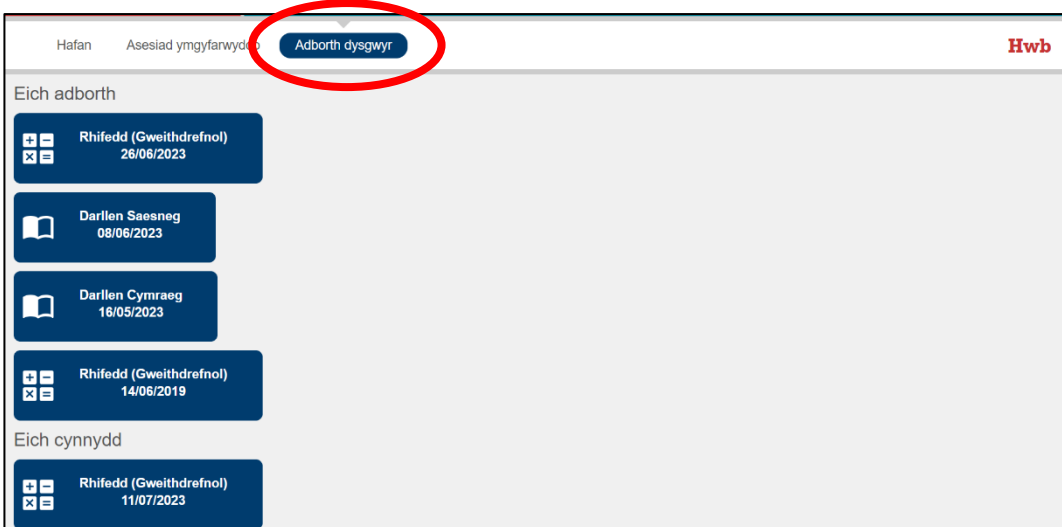 Hafan Asesiad ymgyfarwyddo Adborth dysgwyr Hwb
Eich adborth
Rhifedd (Gweithdrefnol)
26/06/2023
Darllen Saesneg
08/06/2023
Darllen Cymraeg
16/05/2023
Rhifedd (Gweithdrefnol)
14/06/2019
Eich cynnydd
Rhifedd (Gweithdrefnol)
11/07/2023